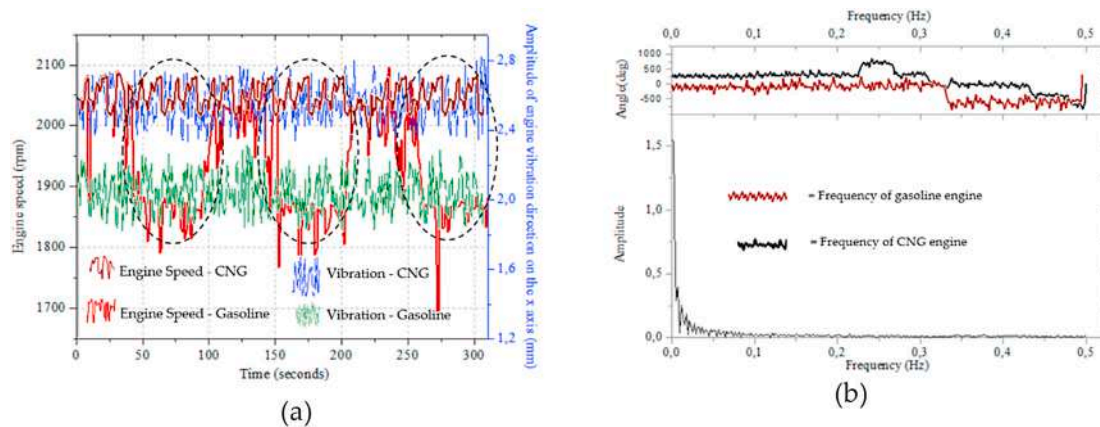 Engine speed (rpm)
2100
2000
1900
1800
1700
0
50
100
150
200
250
300
Time (seconds)
2,8
2,4
2,0
1,6
1,2
Amplitude of engine vibration direction on the x axis (mm)
Engine Speed - CNG
Vibration - CNG
Engine Speed - Gasoline
Vibration - Gasoline
(a)
Frequency (Hz)
0,0
0,1
0,2
0,3
0,4
0,5
Angle(deg)
1000
500
0
-500
Amplitude
1,5
1,0
0,5
0,0
= Frequency of gasoline engine
= Frequency of CNG engine
0,0
0,1
0,2
0,3
0,4
0,5
Frequency (Hz)
(b)